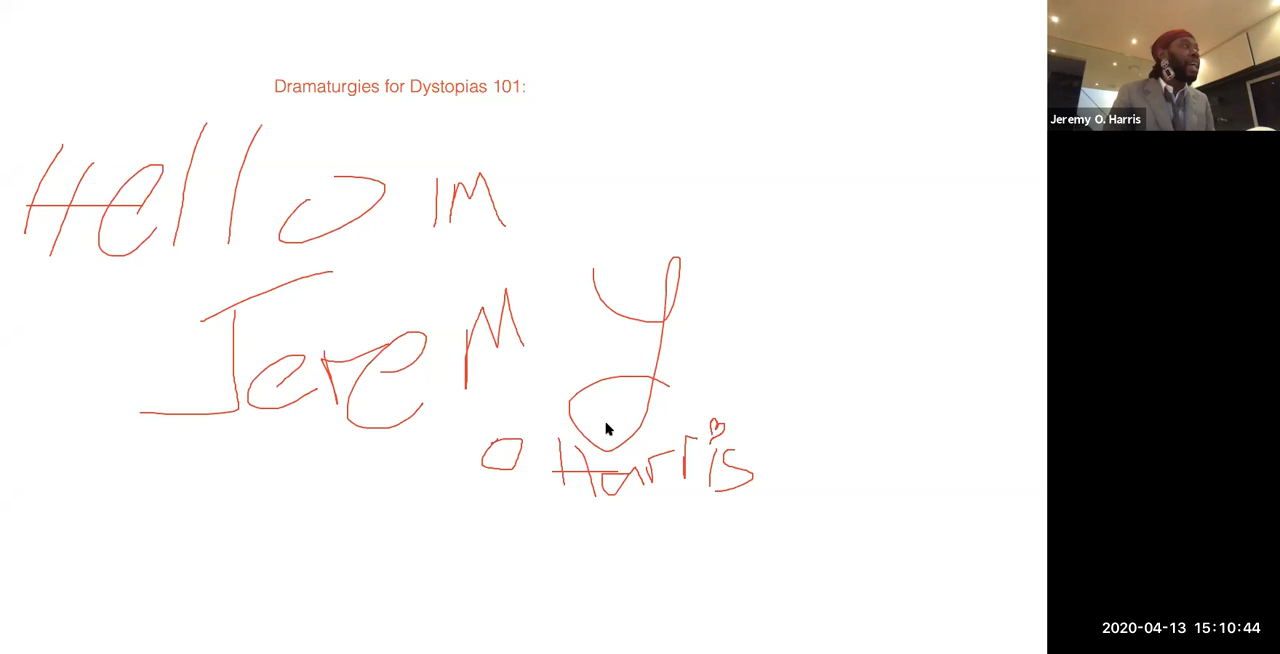 Dramaturgies for Dystopias 101:
Hello IM
JereMy
O Harris
Jeremy O. Harris
2020-04-13 15:10:44